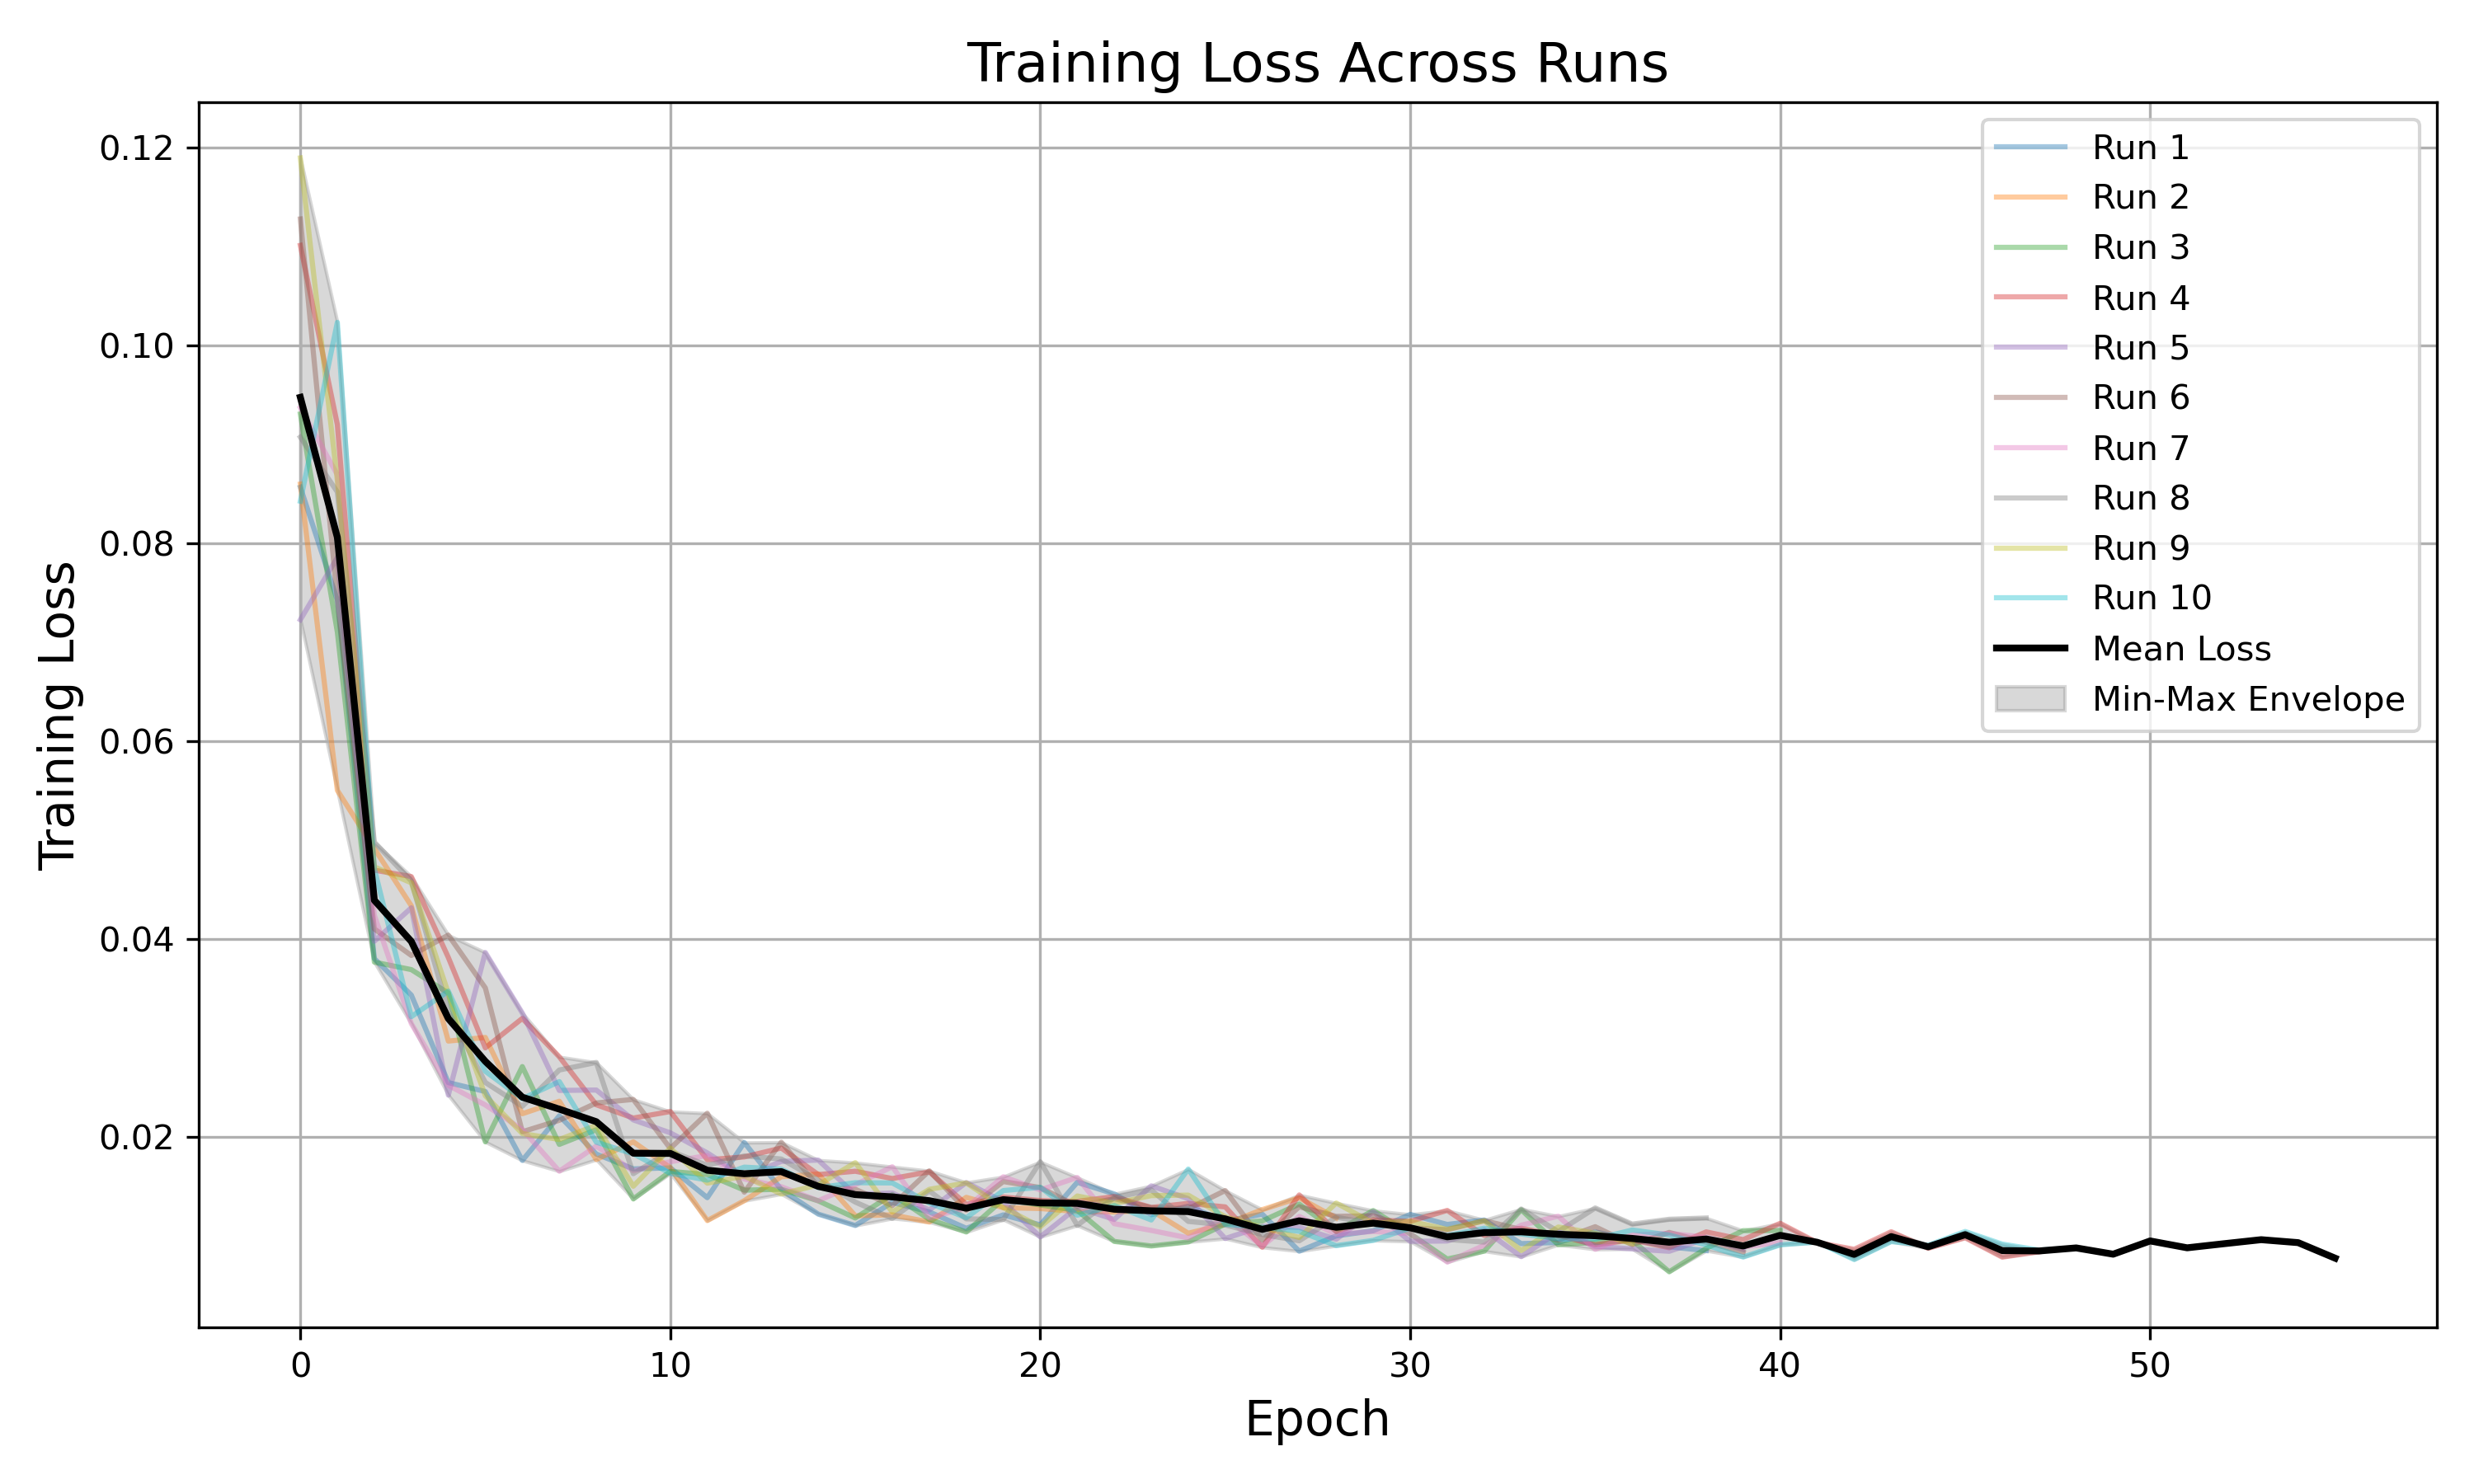 Training Loss Across Runs
0.12
0.10
0.08
0.06
0.04
0.02
Training Loss
0
10
20
30
40
50
Epoch
Run 1
Run 2
Run 3
Run 4
Run 5
Run 6
Run 7
Run 8
Run 9
Run 10
Mean Loss
Min-Max Envelope